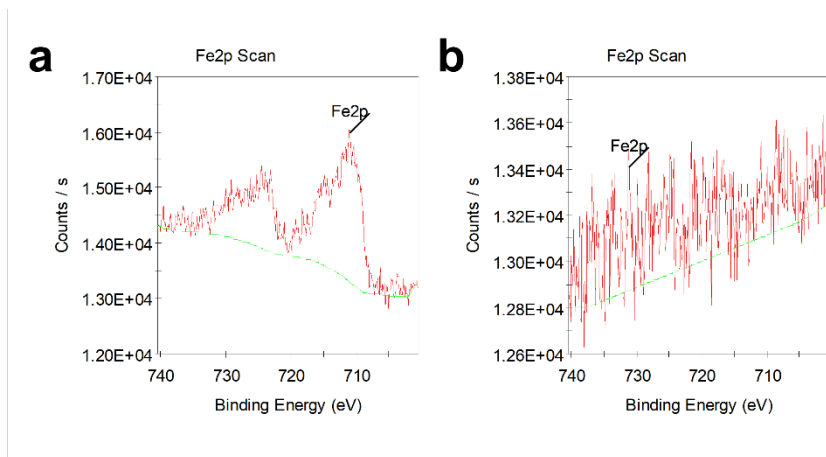 a
Fe2p Scan
Fe2p
Counts / s
1.70E+04
1.60E+04
1.50E+04
1.40E+04
1.30E+04
1.20E+04
740 730 720 710
Binding Energy (eV)
b
Fe2p Scan
Fe2p
Counts / s
1.38E+04
1.36E+04
1.34E+04
1.32E+04
1.30E+04
1.28E+04
1.26E+04
740 730 720 710
Binding Energy (eV)